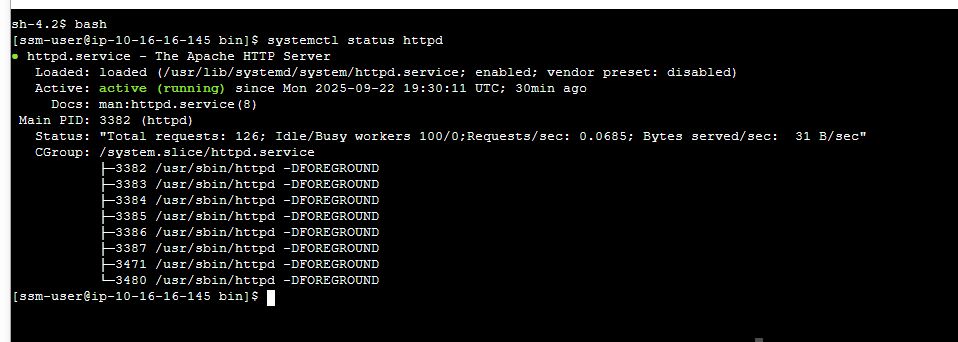 sh-4.2$ bash
[ssm-user@ip-10-16-16-145 bin]$ systemctl status httpd
● httpd.service - The Apache HTTP Server
   Loaded: loaded (/usr/lib/systemd/system/httpd.service; enabled; vendor preset: disabled)
   Active: active (running) since Mon 2025-09-22 19:30:11 UTC; 30min ago
     Docs: man:httpd.service(8)
 Main PID: 3382 (httpd)
   Status: "Total requests: 126; Idle/Busy workers 100/0;Requests/sec: 0.0685; Bytes served/sec:  31 B/sec"
   CGroup: /system.slice/httpd.service
           ├─3382 /usr/sbin/httpd -DFOREGROUND
           ├─3383 /usr/sbin/httpd -DFOREGROUND
           ├─3384 /usr/sbin/httpd -DFOREGROUND
           ├─3385 /usr/sbin/httpd -DFOREGROUND
           ├─3386 /usr/sbin/httpd -DFOREGROUND
           ├─3387 /usr/sbin/httpd -DFOREGROUND
           ├─3471 /usr/sbin/httpd -DFOREGROUND
           └─3480 /usr/sbin/httpd -DFOREGROUND
[ssm-user@ip-10-16-16-145 bin]$